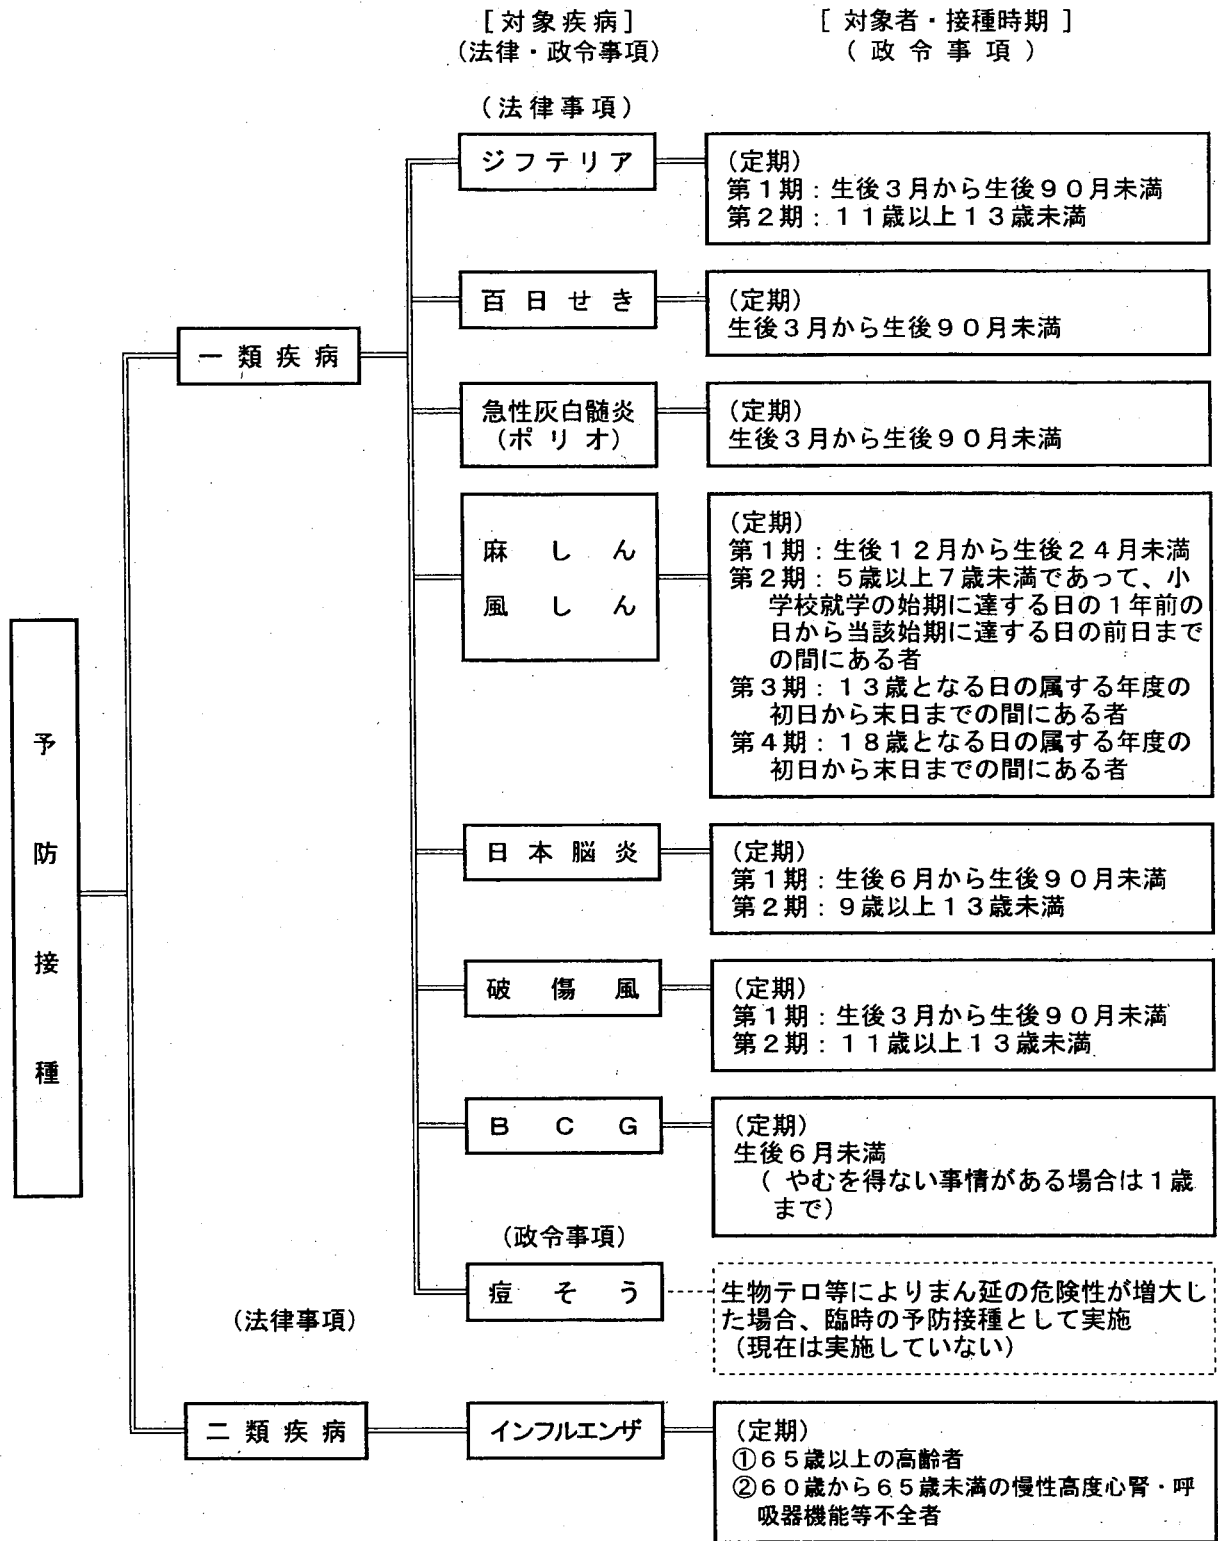 [対象疾病]
(法律・政令事項)
[対象者・接種時期]
(政令事項)
(法律事項)
ジフテリア
(定期)
第1期：生後3月から生後90月未満
第2期：11歳以上13歳未満
百日せき
(定期)
生後3月から生後90月未満
一類疾病
急性灰白髄炎
(ポリオ)
(定期)
生後3月から生後90月未満
麻しん
風しん
(定期)
第1期：生後12月から生後24月未満
第2期：5歳以上7歳未満であって、小
学校就学の始期に達する日の1年前の
日から当該始期に達する日の前日まで
の間にある者
第3期：13歳となる日の属する年度の
初日から末日までの間にある者
第4期：18歳となる日の属する年度の
初日から末日までの間にある者
予防接種
日本脳炎
(定期)
第1期：生後6月から生後90月未満
第2期：9歳以上13歳未満
破傷風
(定期)
第1期：生後3月から生後90月未満
第2期：11歳以上13歳未満
BCG
(定期)
生後6月未満
(やむを得ない事情がある場合は1歳
まで)
(政令事項)
痘そう
生物テロ等によりまん延の危険性が増大し
た場合、臨時の予防接種として実施
(現在は実施していない)
(法律事項)
二類疾病
インフルエンザ
(定期)
①65歳以上の高齢者
②60歳から65歳未満の慢性高度心腎・呼
吸器機能等不全者